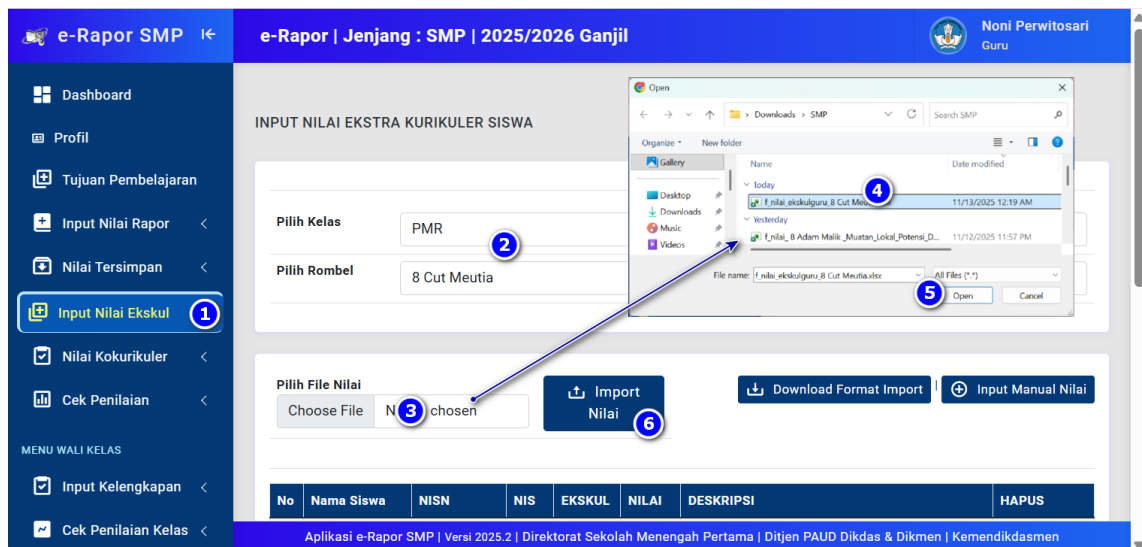 e-Rapor SMP
e-Rapor | Jenjang : SMP | 2025/2026 Ganjil
Noni Perwitosari
Guru
Dashboard
Profil
Tujuan Pembelajaran
Input Nilai Rapor
Nilai Tersimpan
Input Nilai Ekskul
1
Nilai Kokurikuler
Cek Penilaian
MENU WALI KELAS
Input Kelengkapan
Cek Penilaian Kelas
INPUT NILAI EKSTRA KURIKULER SISWA
Pilih Kelas
PMR
2
Pilih Rombel
8 Cut Meutia
Open
Downloads > SMP
Search SMP
Organize
New folder
Gallery
Desktop
Downloads
Music
Videos
Name
Date modified
Today
f_nilai_ekskulguru_8 Cut
4
11/13/2025 12:19 AM
Yesterday
f_nilai_ 8 Adam Malik _Muatan_Lokal_Potensi_D...
11/12/2025 11:57 PM
File name:
f_nilai_ekskulguru_8 Cut Meutia.xlsx
All Files (*.*)
5
Open
Cancel
Pilih File Nilai
Choose File
3
chosen
Import
Nilai
6
Download Format Import
|
Input Manual Nilai
No
Nama Siswa
NISN
NIS
EKSKUL
NILAI
DESKRIPSI
HAPUS
Aplikasi e-Rapor SMP | Versi 2025.2 | Direktorat Sekolah Menengah Pertama | Ditjen PAUD Dikdas & Dikmen | Kemendikdasmen